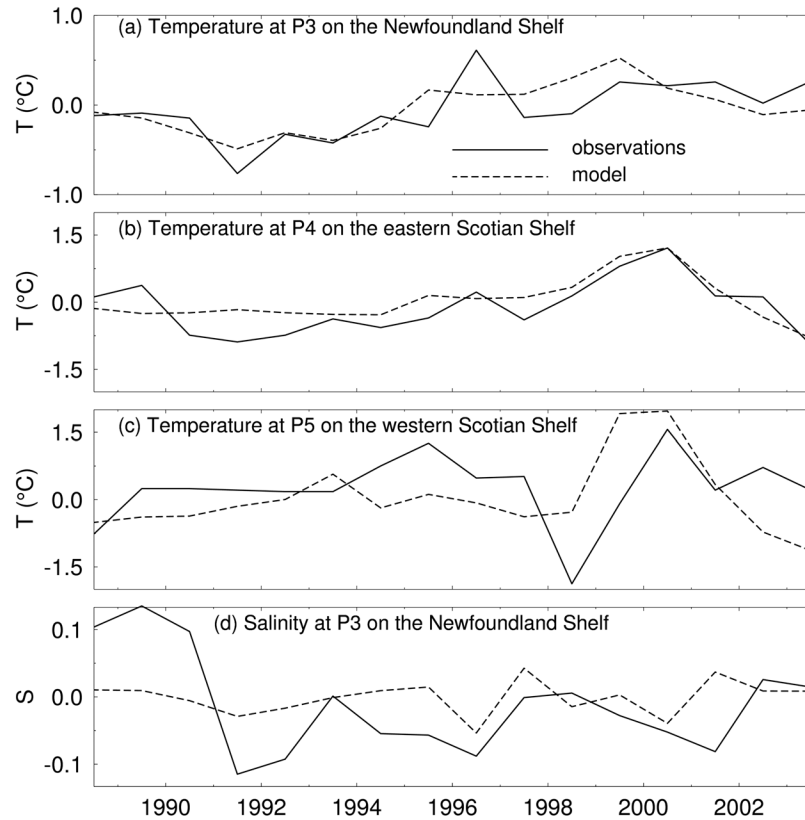 1.0
(a) Temperature at P3 on the Newfoundland Shelf
T (°C)
0.0
observations
model
-1.0
(b) Temperature at P4 on the eastern Scotian Shelf
1.5
T (°C)
0.0
-1.5
(c) Temperature at P5 on the western Scotian Shelf
1.5
T (°C)
0.0
-1.5
(d) Salinity at P3 on the Newfoundland Shelf
0.1
S
0.0
-0.1
1990 1992 1994 1996 1998 2000 2002